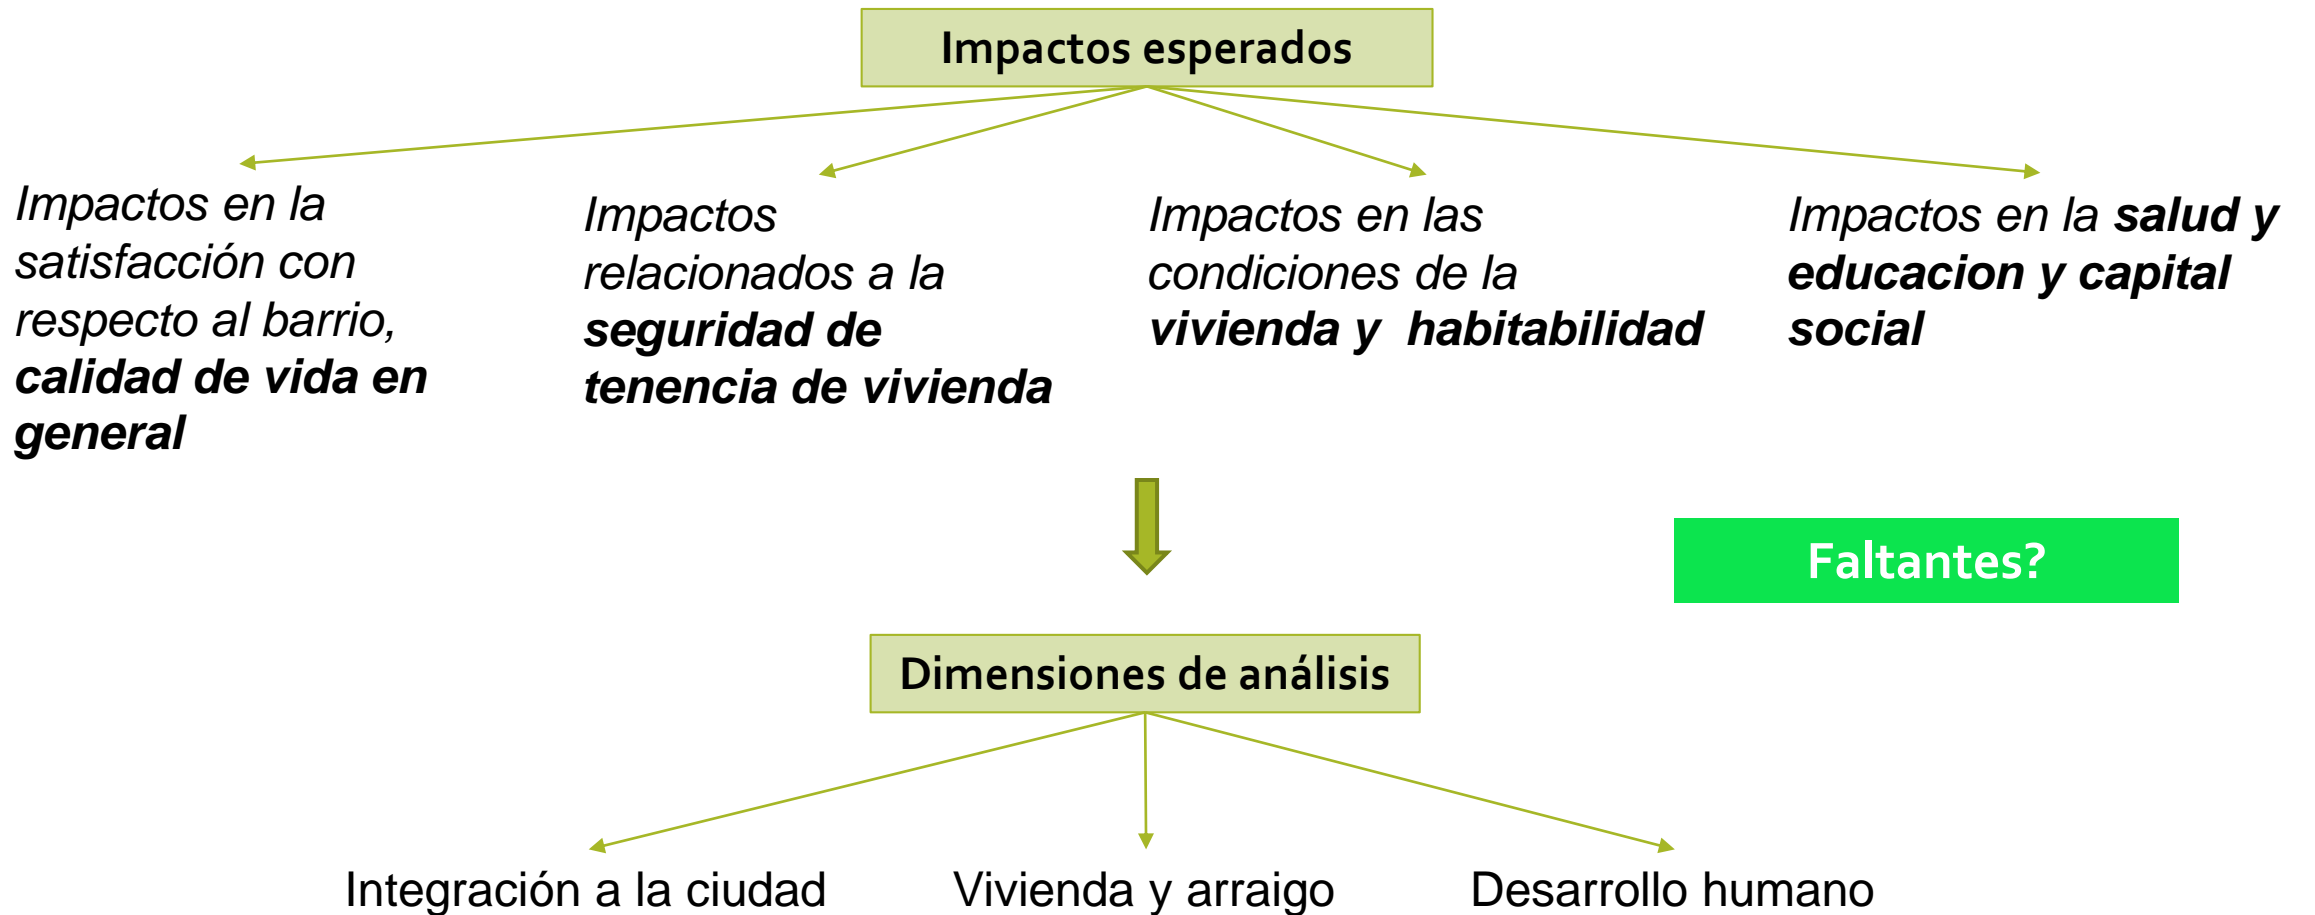 Impactos esperados
Impactos en la
satisfacción con
respecto al barrio,
calidad de vida en
general
Impactos
relacionados a la
seguridad de
tenencia de vivienda
Impactos en las
condiciones de la
vivienda y  habitabilidad
Impactos en la salud y
educacion y capital
social
Faltantes?
Dimensiones de análisis
Integración a la ciudad
Vivienda y arraigo
Desarrollo humano